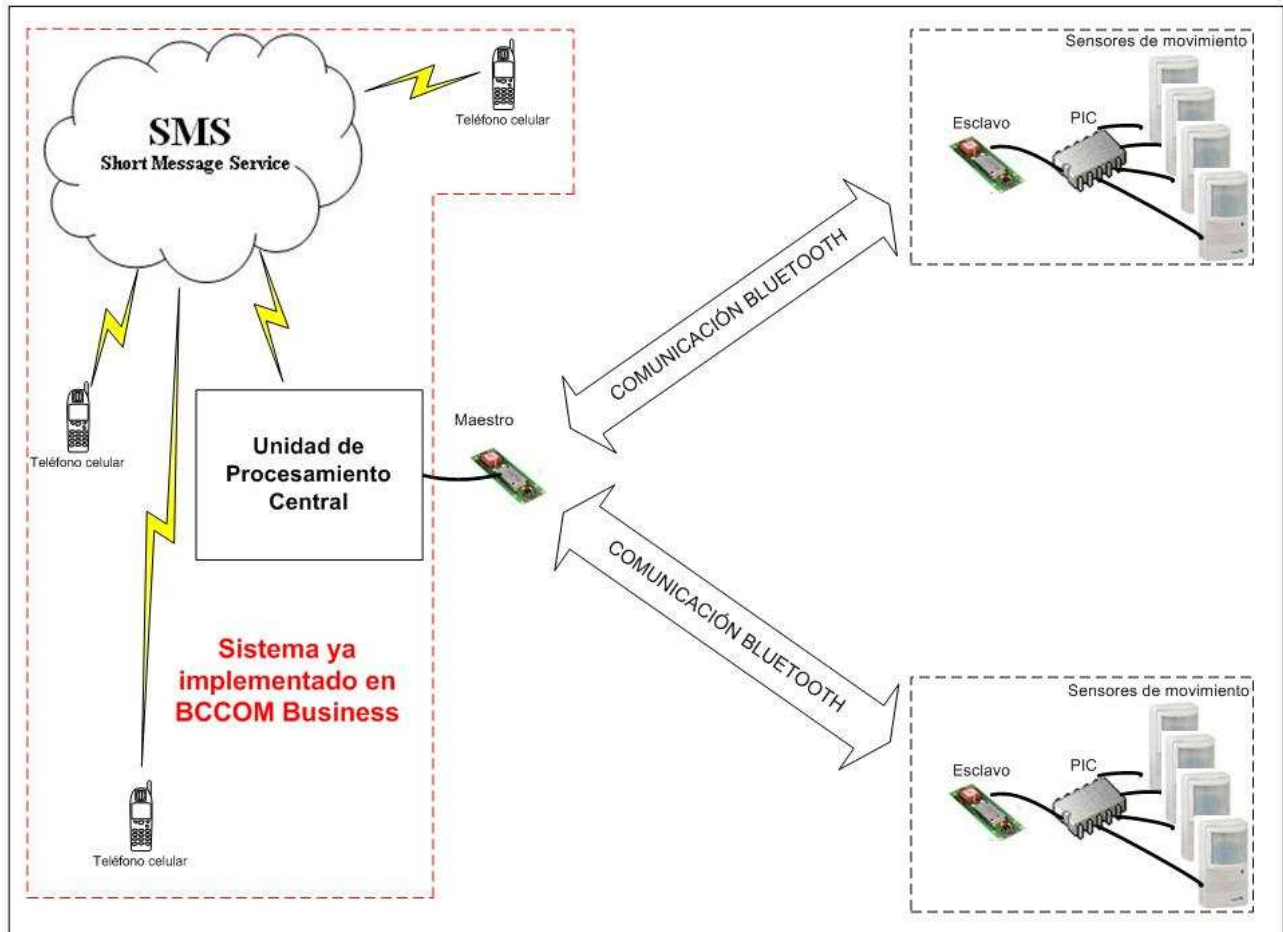 SMS
Short Message Service
Teléfono celular
Teléfono celular
Teléfono celular
Unidad de
Procesamiento
Central
Sistema ya
implementado en
BCCOM Business
Maestro
COMUNICACIÓN BLUETOOTH
COMUNICACIÓN BLUETOOTH
Sensores de movimiento
Esclavo
PIC
Sensores de movimiento
Esclavo
PIC